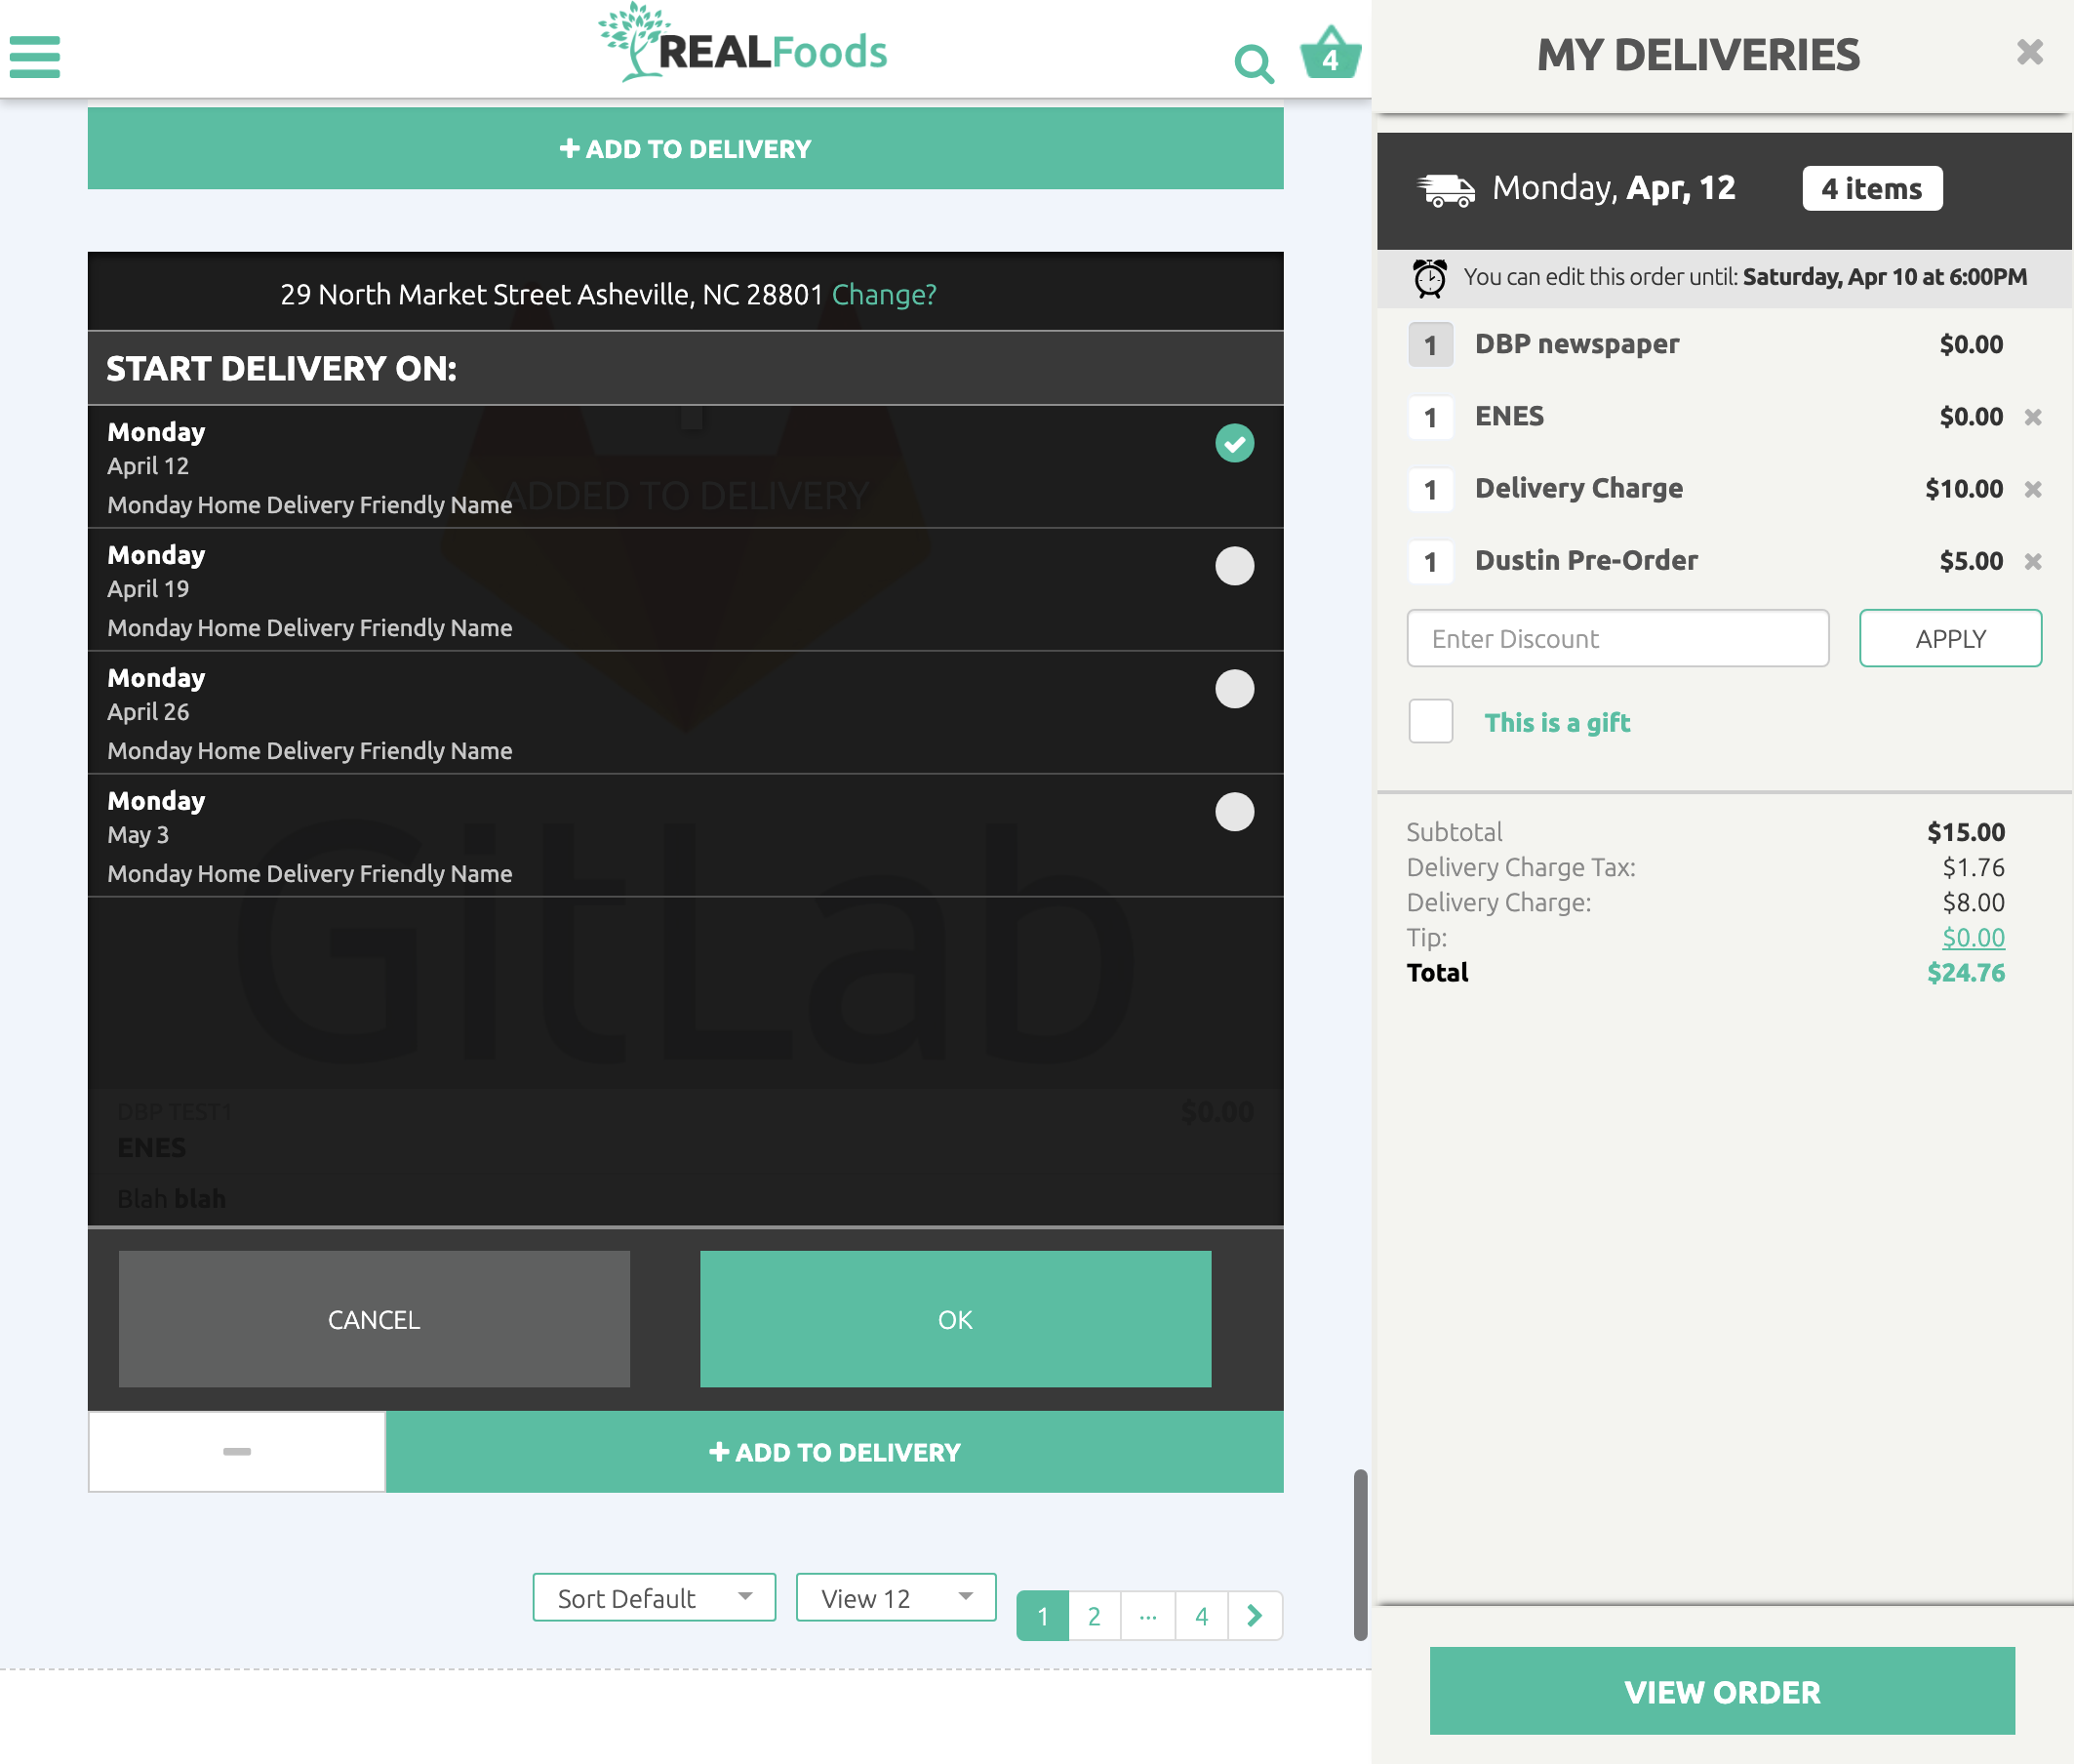 REALFoods
4
+ ADD TO DELIVERY
29 North Market Street Asheville, NC 28801 Change?
START DELIVERY ON:
Monday
April 12
Monday Home Delivery Friendly Name
ADDED TO DELIVERY
Monday
April 19
Monday Home Delivery Friendly Name
Monday
April 26
Monday Home Delivery Friendly Name
Monday
May 3
Monday Home Delivery Friendly Name
GitLab
DBP TEST1 $0.00
ENES
Blah blah
CANCEL OK
+ ADD TO DELIVERY
Sort Default View 12 1 2 ... 4
MY DELIVERIES
Monday, Apr, 12 4 items
You can edit this order until: Saturday, Apr 10 at 6:00PM
1 DBP newspaper $0.00
1 ENES $0.00
1 Delivery Charge $10.00
1 Dustin Pre-Order $5.00
Enter Discount APPLY
This is a gift
Subtotal $15.00
Delivery Charge Tax: $1.76
Delivery Charge: $8.00
Tip: $0.00
Total $24.76
VIEW ORDER